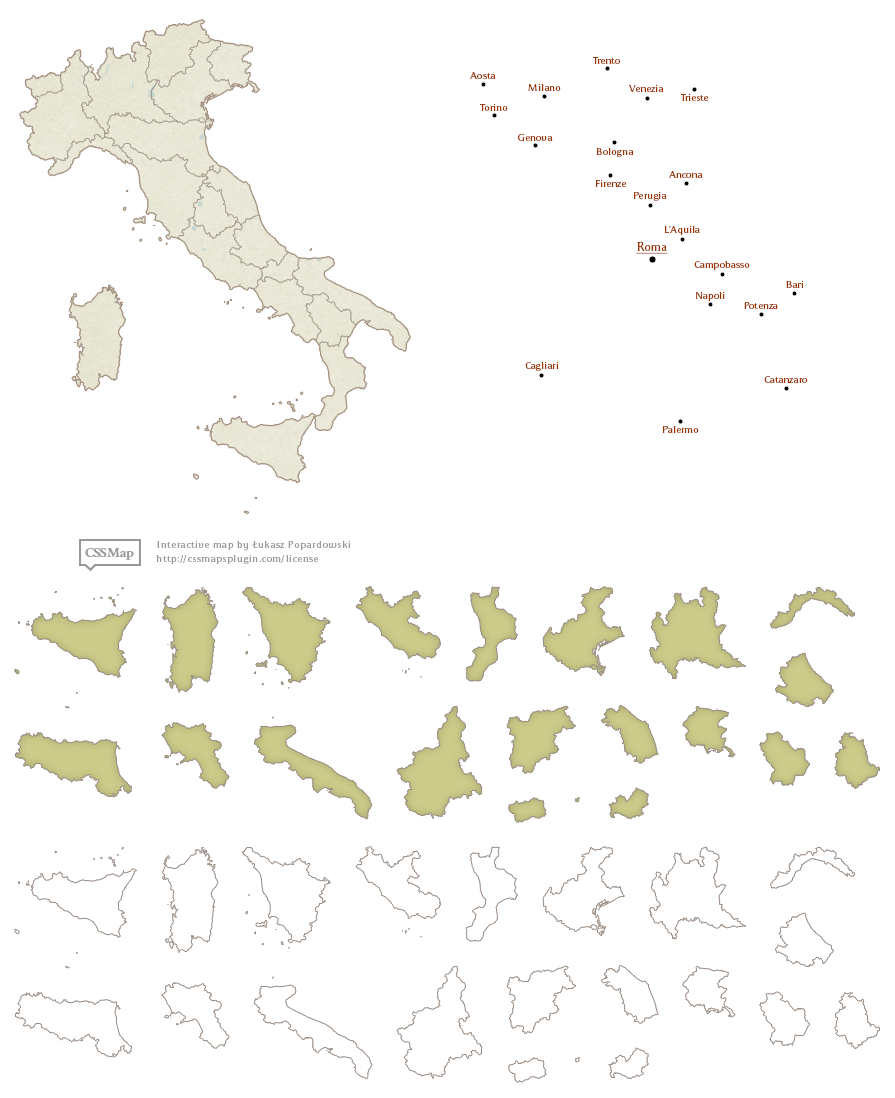 Trento
Aosta
Milano
Venezia
Trieste
Torino
Genova
Bologna
Ancona
Firenze
Perugia
L'Aquila
Roma
Campobasso
Bari
Napoli
Potenza
Cagliari
Catanzaro
Palermo
CSSMap
Interactive map by Łukasz Popardowski
http://cssmapsplugin.com/license